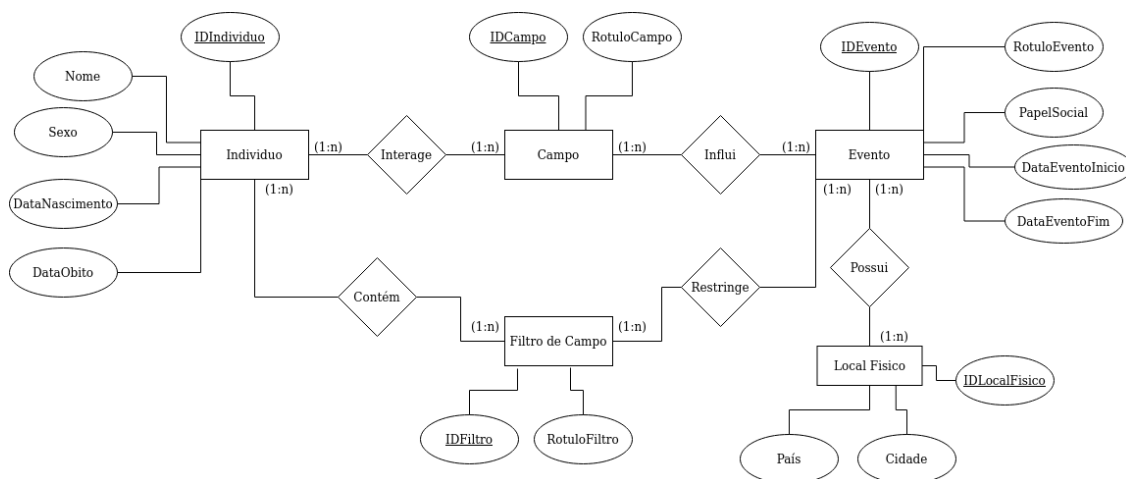 IDIndividuo
IDCampo
RotuloCampo
IDEvento
RotuloEvento
Nome
Sexo
DataNascimento
DataObito
Individuo
(1:n)
Interage
(1:n)
Campo
(1:n)
Influi
(1:n)
Evento
PapelSocial
DataEventoInicio
DataEventoFim
(1:n)
(1:n)
(1:n)
Contém
Restringe
Possui
(1:n)
Filtro de Campo
(1:n)
(1:n)
Local Fisico
IDLocalFisico
IDFiltro
RotuloFiltro
País
Cidade